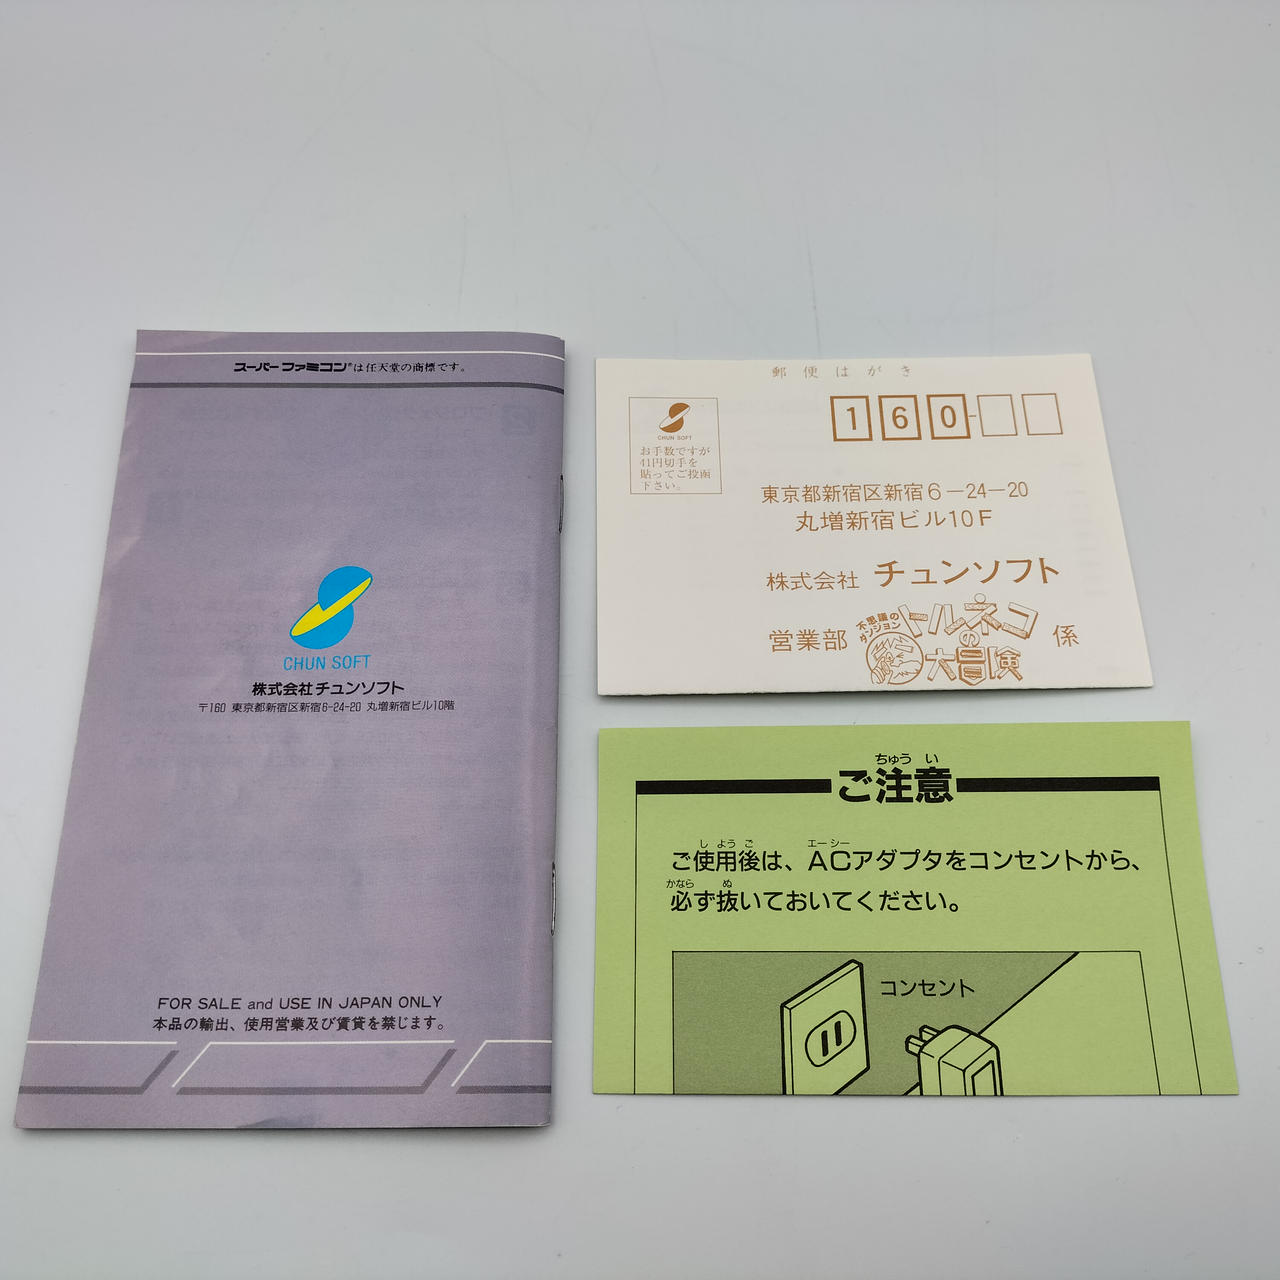 スーパーファミコン®は任天堂の商標です。
CHUN SOFT
株式会社チュンソフト
〒160 東京都新宿区新宿6-24-20 丸増新宿ビル10階
FOR SALE and USE IN JAPAN ONLY
本品の輸出、使用営業及び賃貸を禁じます。
郵便はがき
160-
CHUN SOFT
お手数ですが
41円切手を
貼ってご投函
下さい。
東京都新宿区新宿6-24-20
丸増新宿ビル10F
株式会社 チュンソフト
営業部 不思議のダンジョン トルネコの大冒険 係
ちゅう い
ご注意
し よう ご エーシー
ご使用後は、ACアダプタをコンセントから、
かなら ぬ
必ず抜いておいてください。
コンセント